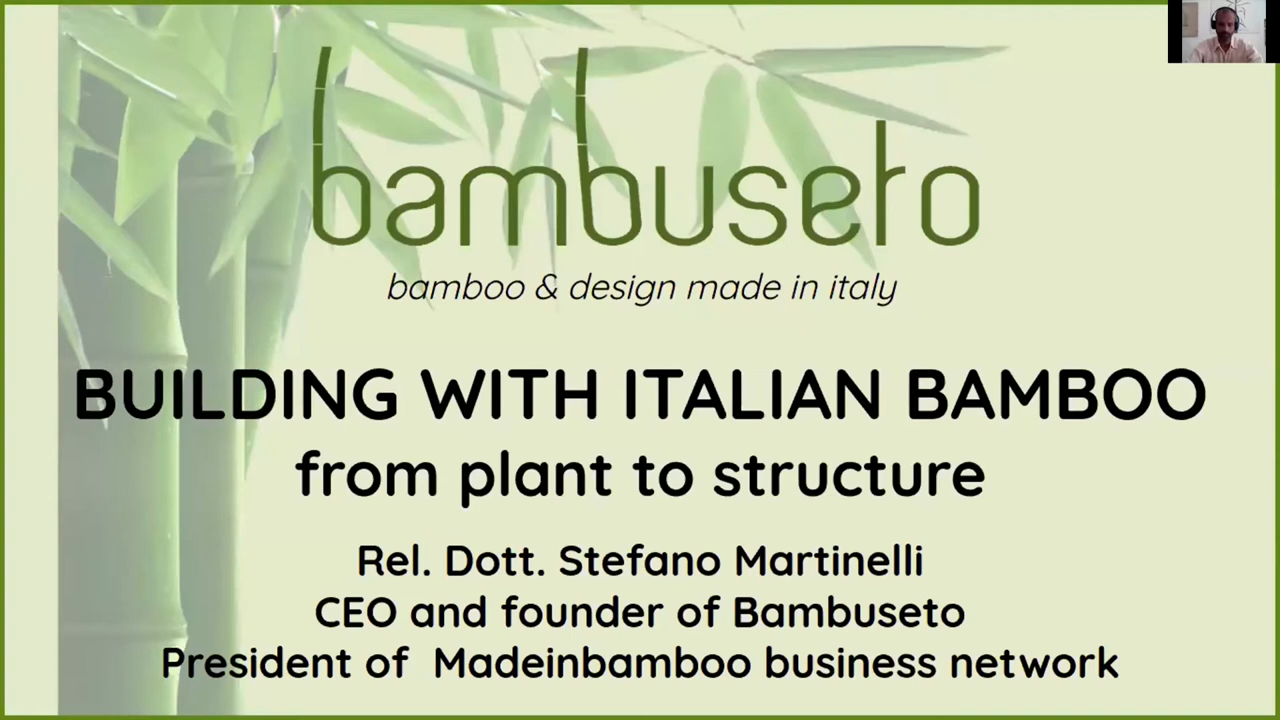 bambuseto
bamboo & design made in italy
BUILDING WITH ITALIAN BAMBOO
from plant to structure
Rel. Dott. Stefano Martinelli
CEO and founder of Bambuseto
President of Madeinbamboo business network